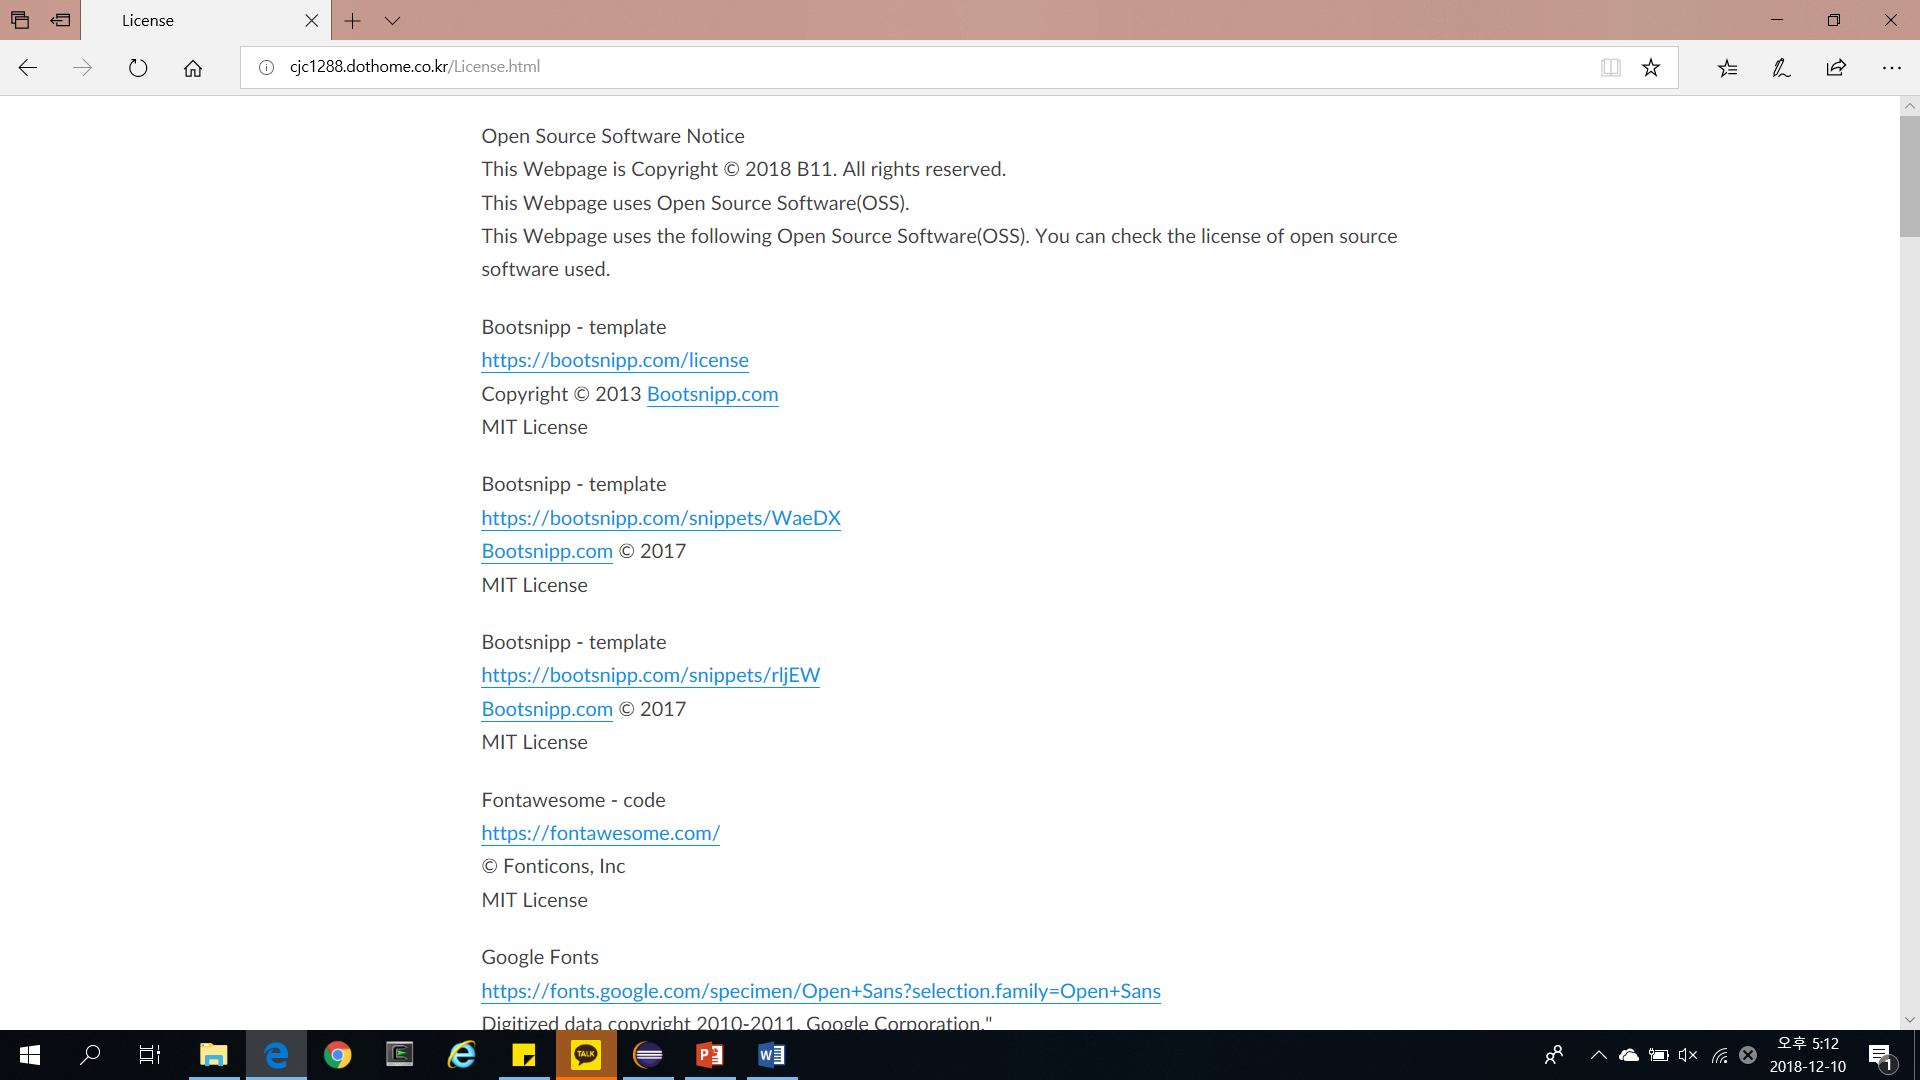 License
cjc1288.dothome.co.kr/License.html
Open Source Software Notice
This Webpage is Copyright © 2018 B11. All rights reserved.
This Webpage uses Open Source Software(OSS).
This Webpage uses the following Open Source Software(OSS). You can check the license of open source
software used.
Bootsnipp - template
https://bootsnipp.com/license
Copyright © 2013 Bootsnipp.com
MIT License
Bootsnipp - template
https://bootsnipp.com/snippets/WaeDX
Bootsnipp.com © 2017
MIT License
Bootsnipp - template
https://bootsnipp.com/snippets/rljEW
Bootsnipp.com © 2017
MIT License
Fontawesome - code
https://fontawesome.com/
© Fonticons, Inc
MIT License
Google Fonts
https://fonts.google.com/specimen/Open+Sans?selection.family=Open+Sans
Digitized data copyright 2010-2011, Google Corporation."
TALK
오후 5:12
2018-12-10
1